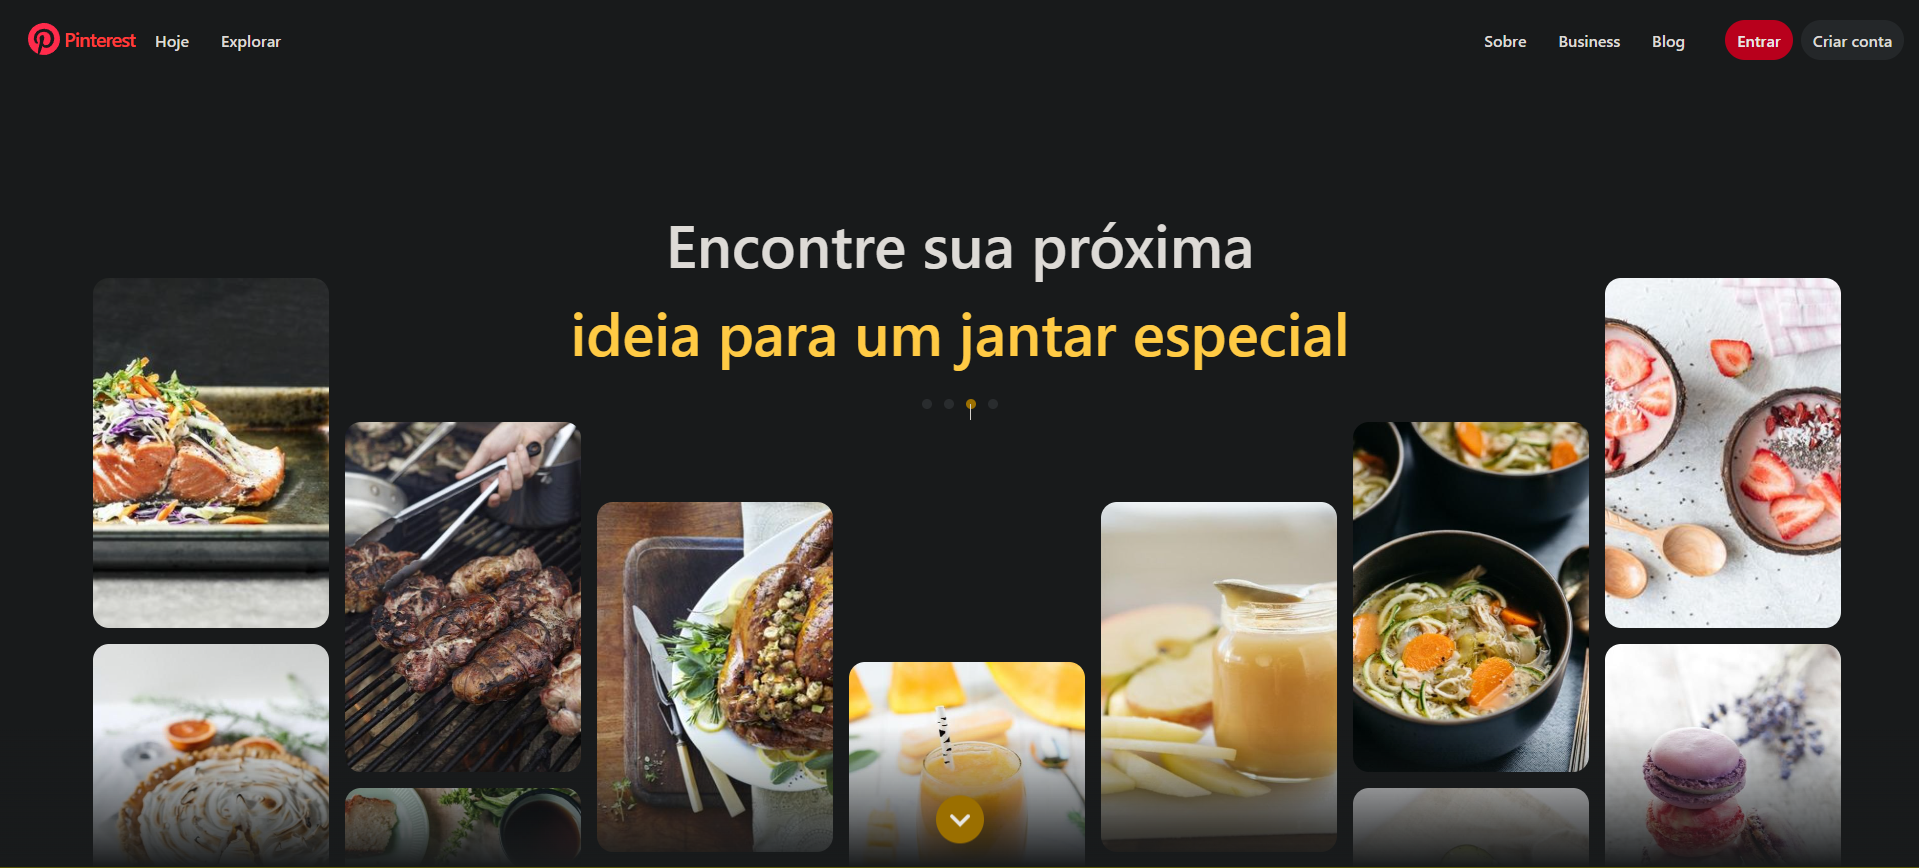 Pinterest Hoje Explorar Sobre Business Blog Entrar Criar conta
Encontre sua próxima
ideia para um jantar especial